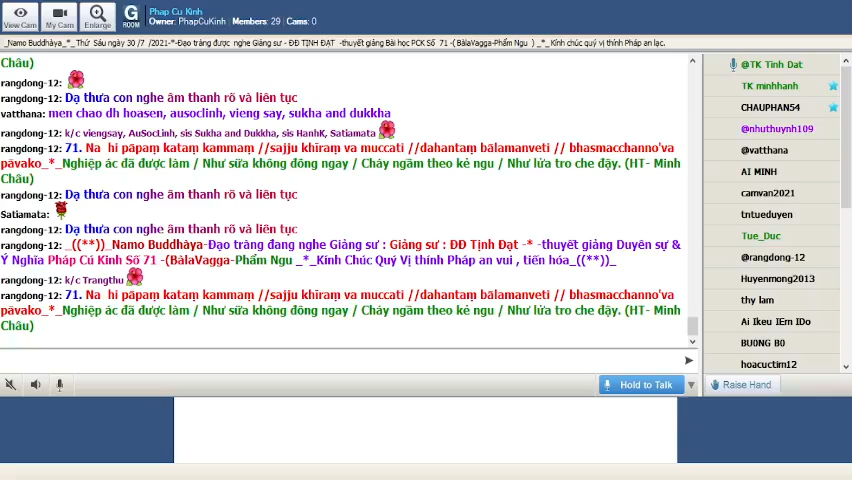 Phap Cu Kinh
Owner: PhapCuKinh | Members: 29 | Cams: 0
View Cam
My Cam
Enlarge
G
ROOM
_Namo Buddhàya_*_ Thứ Sáu ngày 30 /7 /2021-*-Đạo tràng được nghe Giảng sư - ĐĐ TỊNH ĐẠT -thuyết giảng Bài học PCK Số 71 -(BàlaVagga-Phẩm Ngu ) _*_ Kính chúc quý vị thính Pháp an lạc.
Châu)
rangdong-12:
rangdong-12: Dạ thưa con nghe âm thanh rõ và liên tục
vatthana: men chao dh hoasen, ausoclinh, vieng say, sukha and dukkha
rangdong-12: k/c viengsay, AuSocLinh, sis Sukha and Dukkha, sis HanhK, Satiamata
rangdong-12: 71. Na hi pāpaṃ kataṃ kammaṃ //sajju khīraṃ va muccati //dahantaṃ bālamanveti // bhasmacchanno'va
pāvako_*_Nghiệp ác đã được làm / Như sữa không đông ngay / Cháy ngầm theo kẻ ngu / Như lửa tro che đậy. (HT- Minh
Châu)
rangdong-12: Dạ thưa con nghe âm thanh rõ và liên tục
Satiamata:
rangdong-12: Dạ thưa con nghe âm thanh rõ và liên tục
rangdong-12: _((**))_Namo Buddhàya-Đạo tràng đang nghe Giảng sư : Giảng sư : ĐĐ Tịnh Đạt -* -thuyết giảng Duyên sự &
Ý Nghĩa Pháp Cú Kinh Số 71 -(BàlaVagga-Phẩm Ngu _*_Kính Chúc Quý Vị thính Pháp an vui , tiến hóa_((**))_
rangdong-12: k/c Trangthu
rangdong-12: 71. Na hi pāpaṃ kataṃ kammaṃ //sajju khīraṃ va muccati //dahantaṃ bālamanveti // bhasmacchanno'va
pāvako_*_Nghiệp ác đã được làm / Như sữa không đông ngay / Cháy ngầm theo kẻ ngu / Như lửa tro che đậy. (HT- Minh
Châu)
@TK Tinh Dat
TK minhhanh
CHAUPHAN54
@nhuthuynh109
@vatthana
AI MINH
camvan2021
tntueduyen
Tue_Duc
@rangdong-12
Huyenmong2013
thy lam
Ai Ikeu IEm IDo
BU0NG B0
hoacuctim12
Hold to Talk
Raise Hand